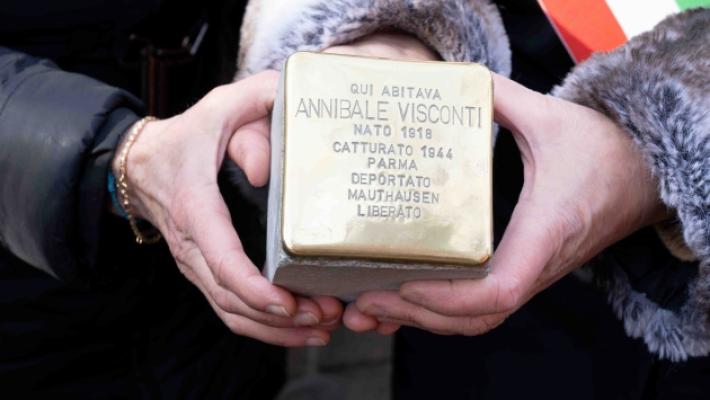 QUI ABITAVA
ANNIBALE VISCONTI
NATO 1918
CATTURATO 1944
PARMA
DEPORTATO
MAUTHAUSEN
LIBERATO